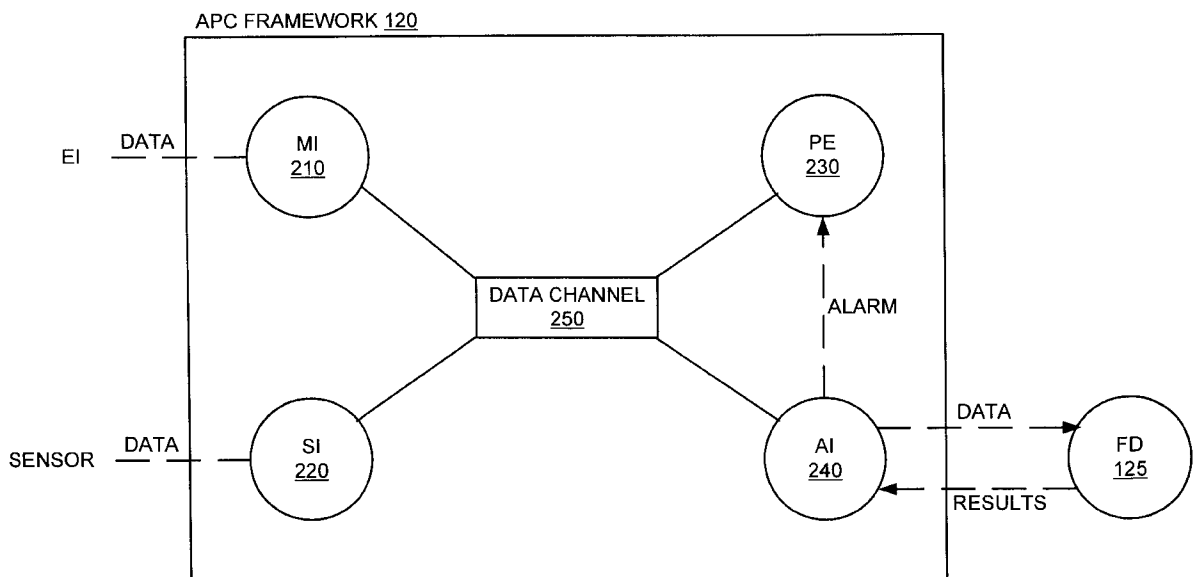 APC FRAMEWORK 120
EI
DATA
MI
210
PE
230
DATA CHANNEL
250
ALARM
SENSOR
DATA
SI
220
AI
240
DATA
RESULTS
FD
125